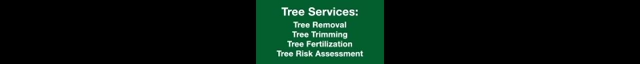 Tree Services:
Tree Removal
Tree Trimming
Tree Fertilization
Tree Risk Assessment